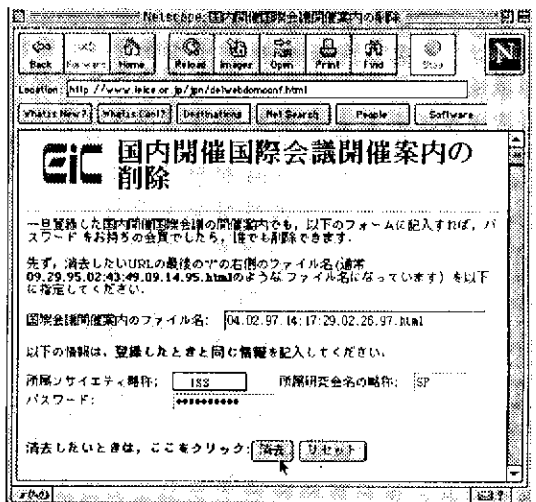 Netscape: 国内開催国際会議開催案内の削除
Back Forward Home Reload Images Open Print Find Stop
N
Location: http://www.ieice.or.jp/jpn/delwebdomconf.html
What's New? What's Cool? Destinations Net Search People Software
EiC 国内開催国際会議開催案内の
削除
一旦登録した国内開催国際会議の開催案内でも，以下のフォームに記入すれば，パ
スワード をお持ちの会員でしたら，誰でも削除できます．
先ず，消去したいURLの最後の"/"の右側のファイル名(通常
09.29.95.02:43:49.09.14.95.htmlのような ファイル名になっています) を以下
に指定してください．
国際会議開催案内のファイル名: 04.02.97.14:17:29.02.26.97.html
以下の情報は、登録したときと同じ情報を記入してください．
所属ソサイエティ略称: ISS 所属研究会名の略称: SP
パスワード: **********
消去したいときは，ここをクリック: 消去 リセット